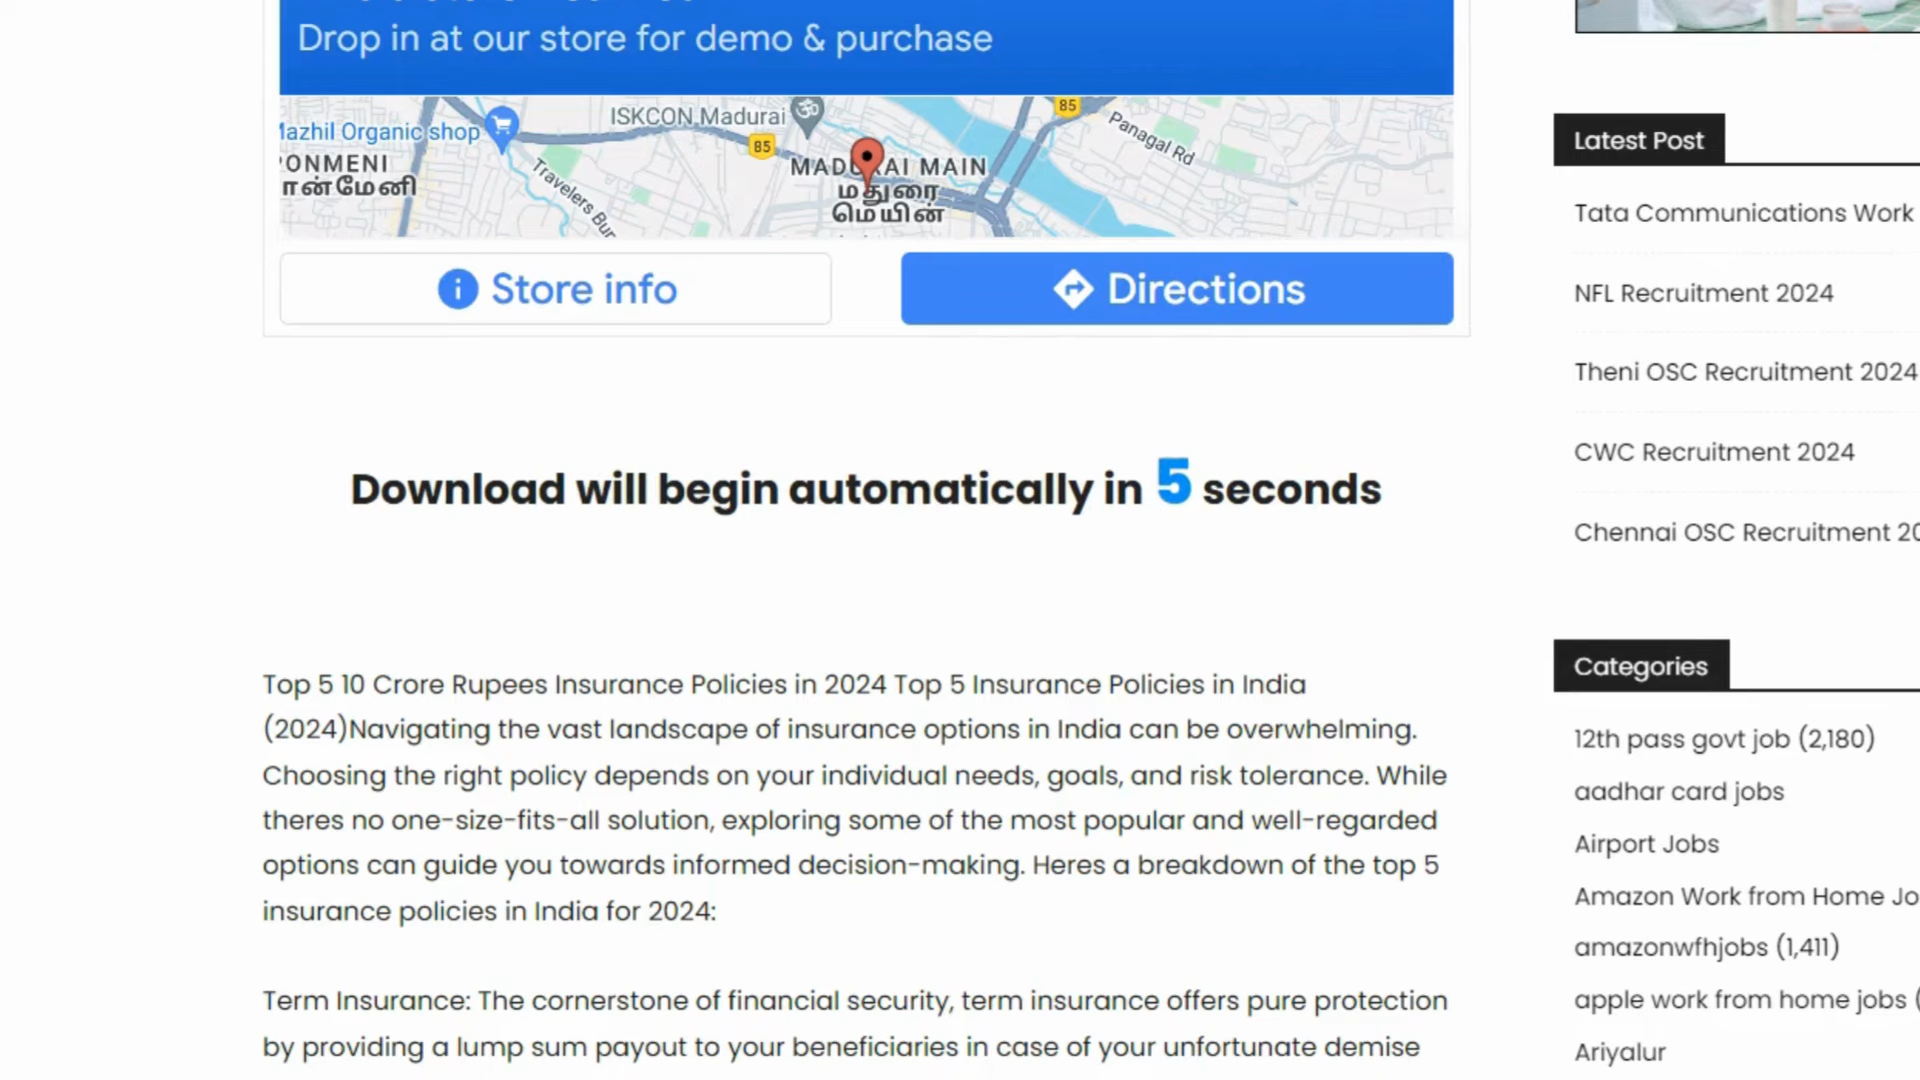 Drop in at our store for demo & purchase
ISKCON Madurai
85
Mazhil Organic shop
85
Panagal Rd
PONMENI
MADURAI MAIN
ான்மேனி
மதுரை
மெயின்
Travelers Bun
Store info
Directions
Download will begin automatically in 5 seconds
Top 5 10 Crore Rupees Insurance Policies in 2024 Top 5 Insurance Policies in India
(2024)Navigating the vast landscape of insurance options in India can be overwhelming.
Choosing the right policy depends on your individual needs, goals, and risk tolerance. While
theres no one-size-fits-all solution, exploring some of the most popular and well-regarded
options can guide you towards informed decision-making. Heres a breakdown of the top 5
insurance policies in India for 2024:
Term Insurance: The cornerstone of financial security, term insurance offers pure protection
by providing a lump sum payout to your beneficiaries in case of your unfortunate demise
Latest Post
Tata Communications Work
NFL Recruitment 2024
Theni OSC Recruitment 2024
CWC Recruitment 2024
Chennai OSC Recruitment 20
Categories
12th pass govt job (2,180)
aadhar card jobs
Airport Jobs
Amazon Work from Home Jo
amazonwfhjobs (1,411)
apple work from home jobs (
Ariyalur